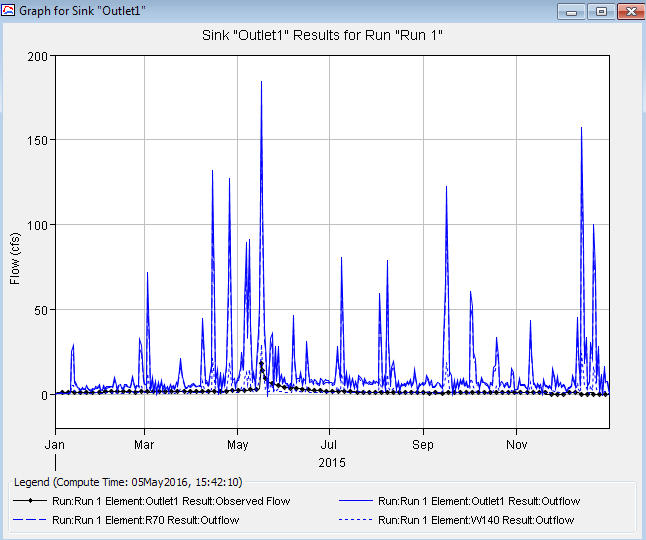 Graph for Sink "Outlet1"
Sink "Outlet1" Results for Run "Run 1"
200
150
100
50
0
Flow (cfs)
Jan Mar May Jul Sep Nov
2015
Legend (Compute Time: 05May2016, 15:42:10)
Run:Run 1 Element:Outlet1 Result:Observed Flow
Run:Run 1 Element:Outlet1 Result:Outflow
Run:Run 1 Element:R70 Result:Outflow
Run:Run 1 Element:W140 Result:Outflow